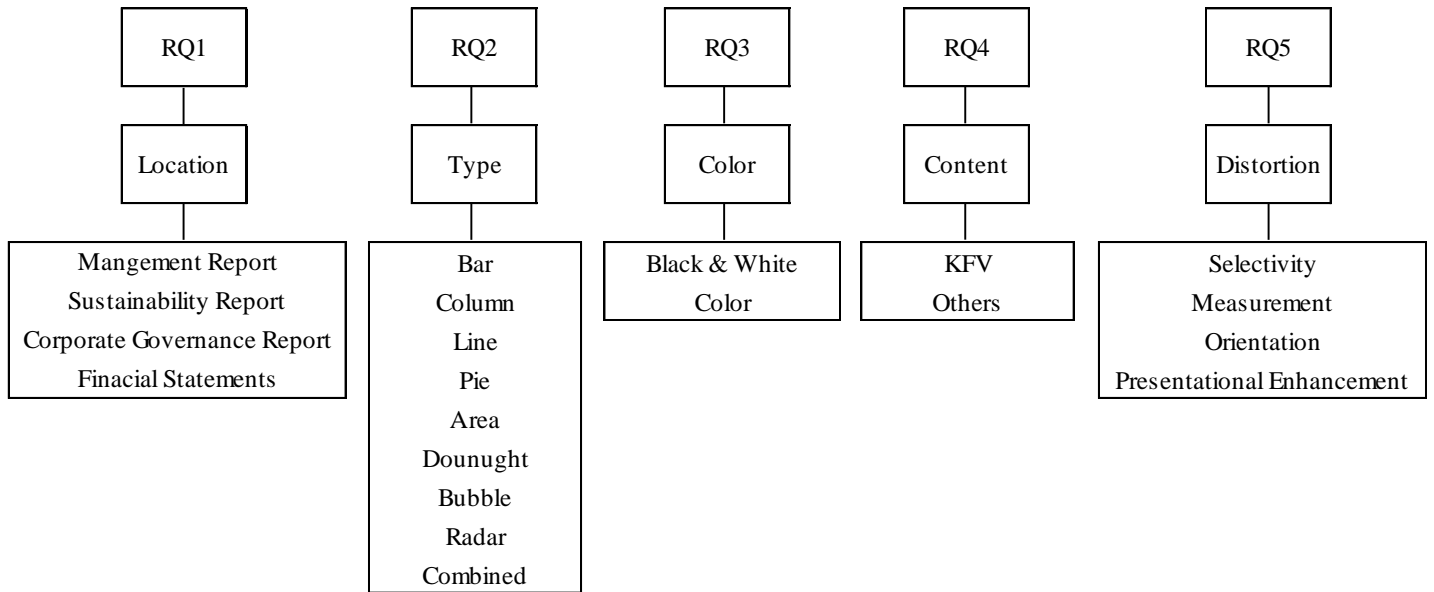 RQ1
RQ2
RQ3
RQ4
RQ5
Location
Type
Color
Content
Distortion
Mangement Report
Sustainability Report
Corporate Governance Report
Finacial Statements
Bar
Column
Line
Pie
Area
Dounught
Bubble
Radar
Combined
Black & White
Color
KFV
Others
Selectivity
Measurement
Orientation
Presentational Enhancement